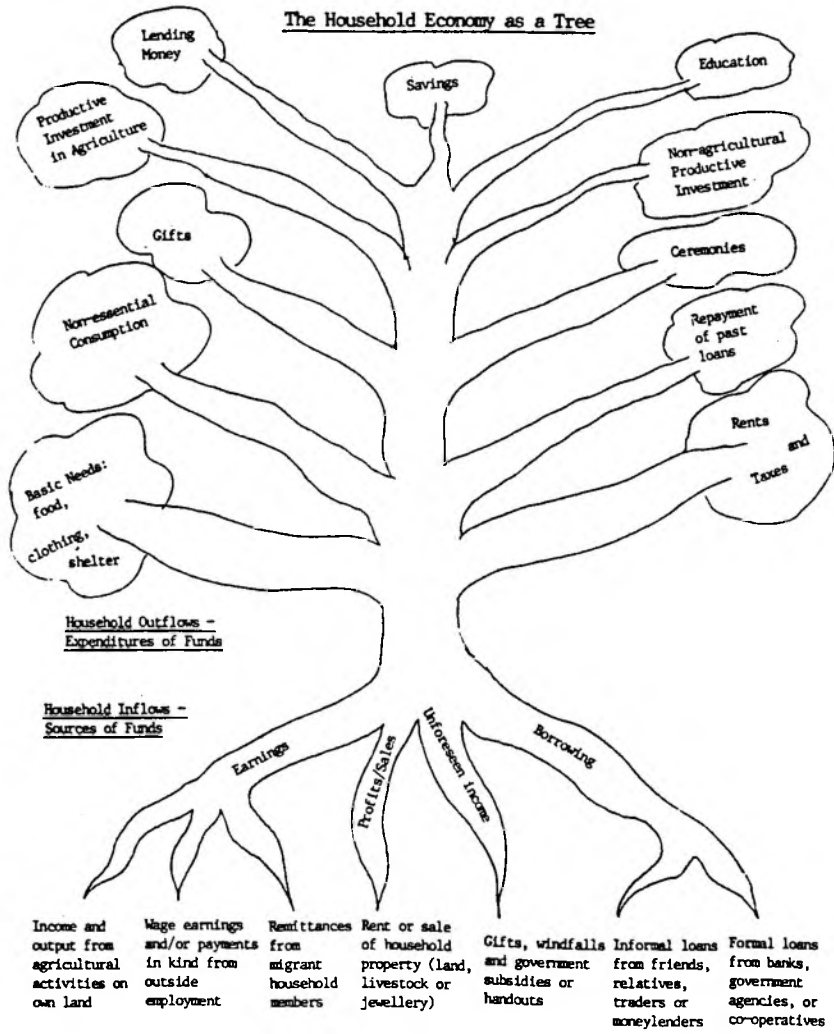 The Household Economy as a Tree
Lending
Money
Savings
Education
Productive
Investment
in Agriculture
Non-agricultural
Productive
Investment
Gifts
Ceremonies
Non-essential
Consumption
Repayment
of past
loans
Basic Needs:
food,
clothing,
shelter
Rents
and
Taxes
Household Outflows -
Expenditures of Funds
Household Inflows -
Sources of Funds
Earnings
Profits/Sales
Unforeseen income
Borrowing
Income and
output from
agricultural
activities on
own land
Wage earnings
and/or payments
in kind from
outside
employment
Remittances
from
migrant
household
members
Rent or sale
of household
property (land,
livestock or
jewellery)
Gifts, windfalls
and government
subsidies or
handouts
Informal loans
from friends,
relatives,
traders or
moneylenders
Formal loans
from banks,
government
agencies, or
co-operatives